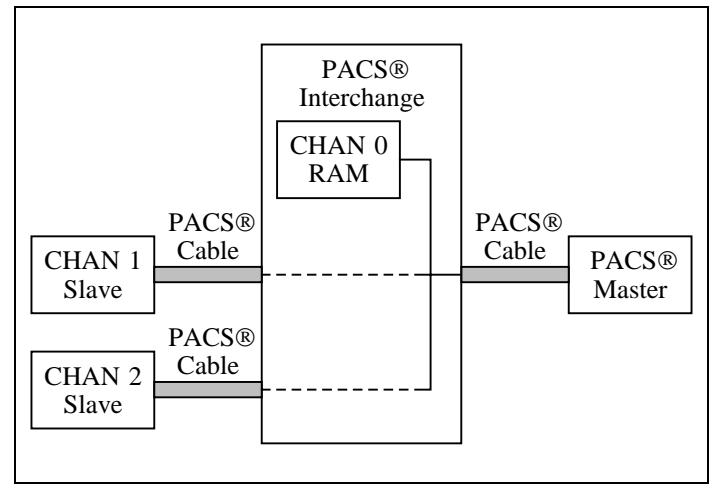 PACS®
Interchange
CHAN 0
RAM
PACS®
Cable
CHAN 1
Slave
PACS®
Cable
PACS®
Master
PACS®
Cable
CHAN 2
Slave